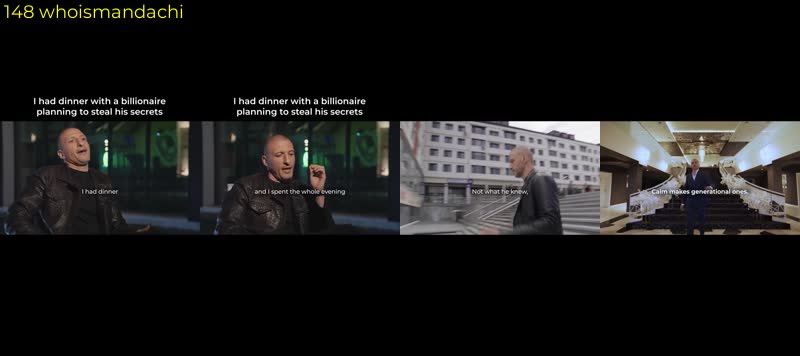 148 whoismandachi
I had dinner with a billionaire
planning to steal his secrets
I had dinner with a billionaire
planning to steal his secrets
I had dinner
and I spent the whole evening
Not what he knew,
Calm makes generational ones.